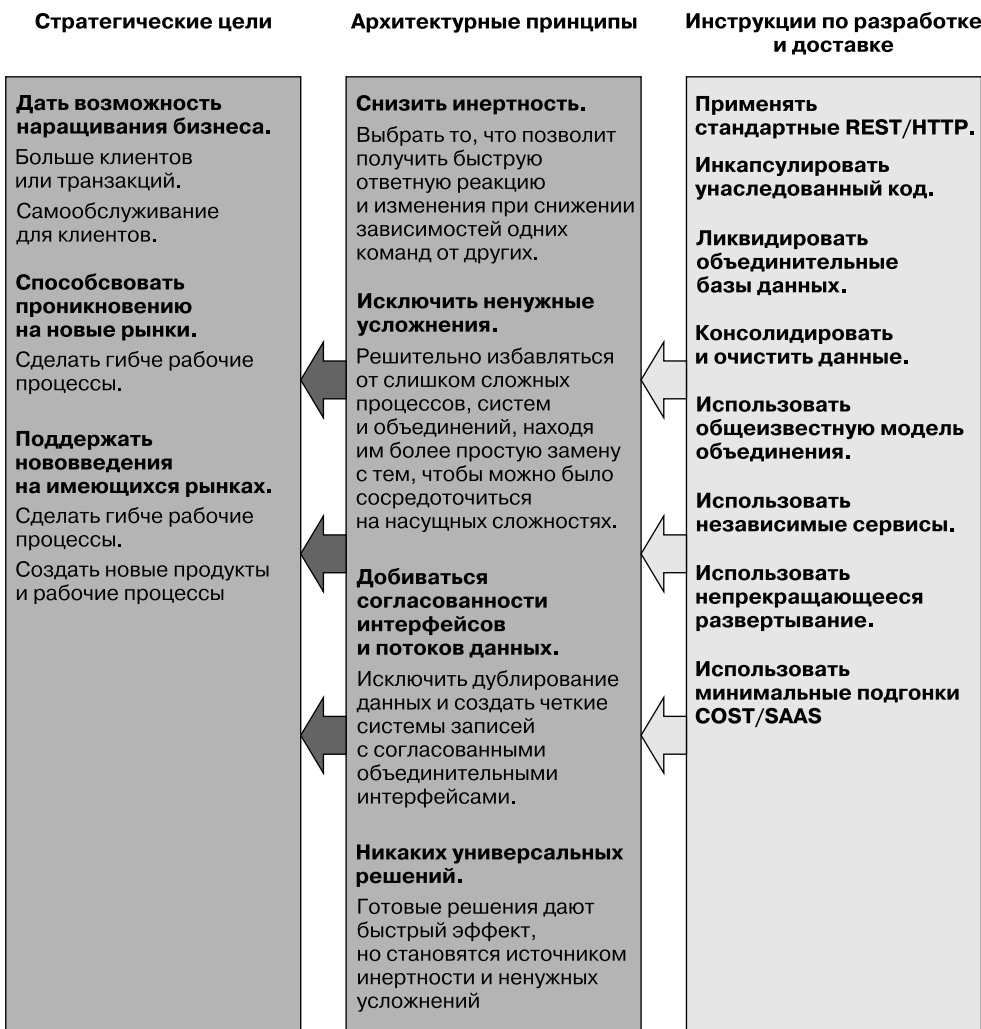 Стратегические цели
Дать возможность
наращивания бизнеса.
Больше клиентов
или транзакций.
Самообслуживание
для клиентов.
Способсвовать
проникновению
на новые рынки.
Сделать гибче рабочие
процессы.
Поддержать
нововведения
на имеющихся рынках.
Сделать гибче рабочие
процессы.
Создать новые продукты
и рабочие процессы
Архитектурные принципы
Снизить инертность.
Выбрать то, что позволит
получить быструю
ответную реакцию
и изменения при снижении
зависимостей одних
команд от других.
Исключить ненужные
усложнения.
Решительно избавляться
от слишком сложных
процессов, систем
и объединений, находя
им более простую замену
с тем, чтобы можно было
сосредоточиться
на насущных сложностях.
Добиваться
согласованности
интерфейсов
и потоков данных.
Исключить дублирование
данных и создать четкие
системы записей
с согласованными
объединительными
интерфейсами.
Никаких универсальных
решений.
Готовые решения дают
быстрый эффект,
но становятся источником
инертности и ненужных
усложнений
Инструкции по разработке
и доставке
Применять
стандартные REST/HTTP.
Инкапсулировать
унаследованный код.
Ликвидировать
объединительные
базы данных.
Консолидировать
и очистить данные.
Использовать
общеизвестную модель
объединения.
Использовать
независимые сервисы.
Использовать
непрекращающееся
развертывание.
Использовать
минимальные подгонки
COST/SAAS